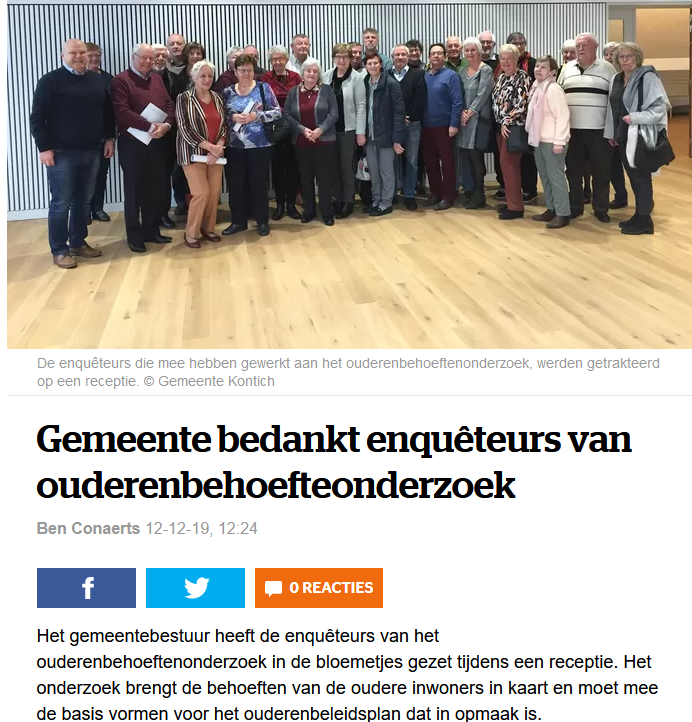 De enquêteurs die mee hebben gewerkt aan het ouderenbehoeftenonderzoek, werden getrakteerd
op een receptie. © Gemeente Kontich
Gemeente bedankt enquêteurs van
ouderenbehoefteonderzoek
Ben Conaerts 12-12-19, 12:24
0 REACTIES
Het gemeentebestuur heeft de enquêteurs van het
ouderenbehoeftenonderzoek in de bloemetjes gezet tijdens een receptie. Het
onderzoek brengt de behoeften van de oudere inwoners in kaart en moet mee
de basis vormen voor het ouderenbeleidsplan dat in opmaak is.